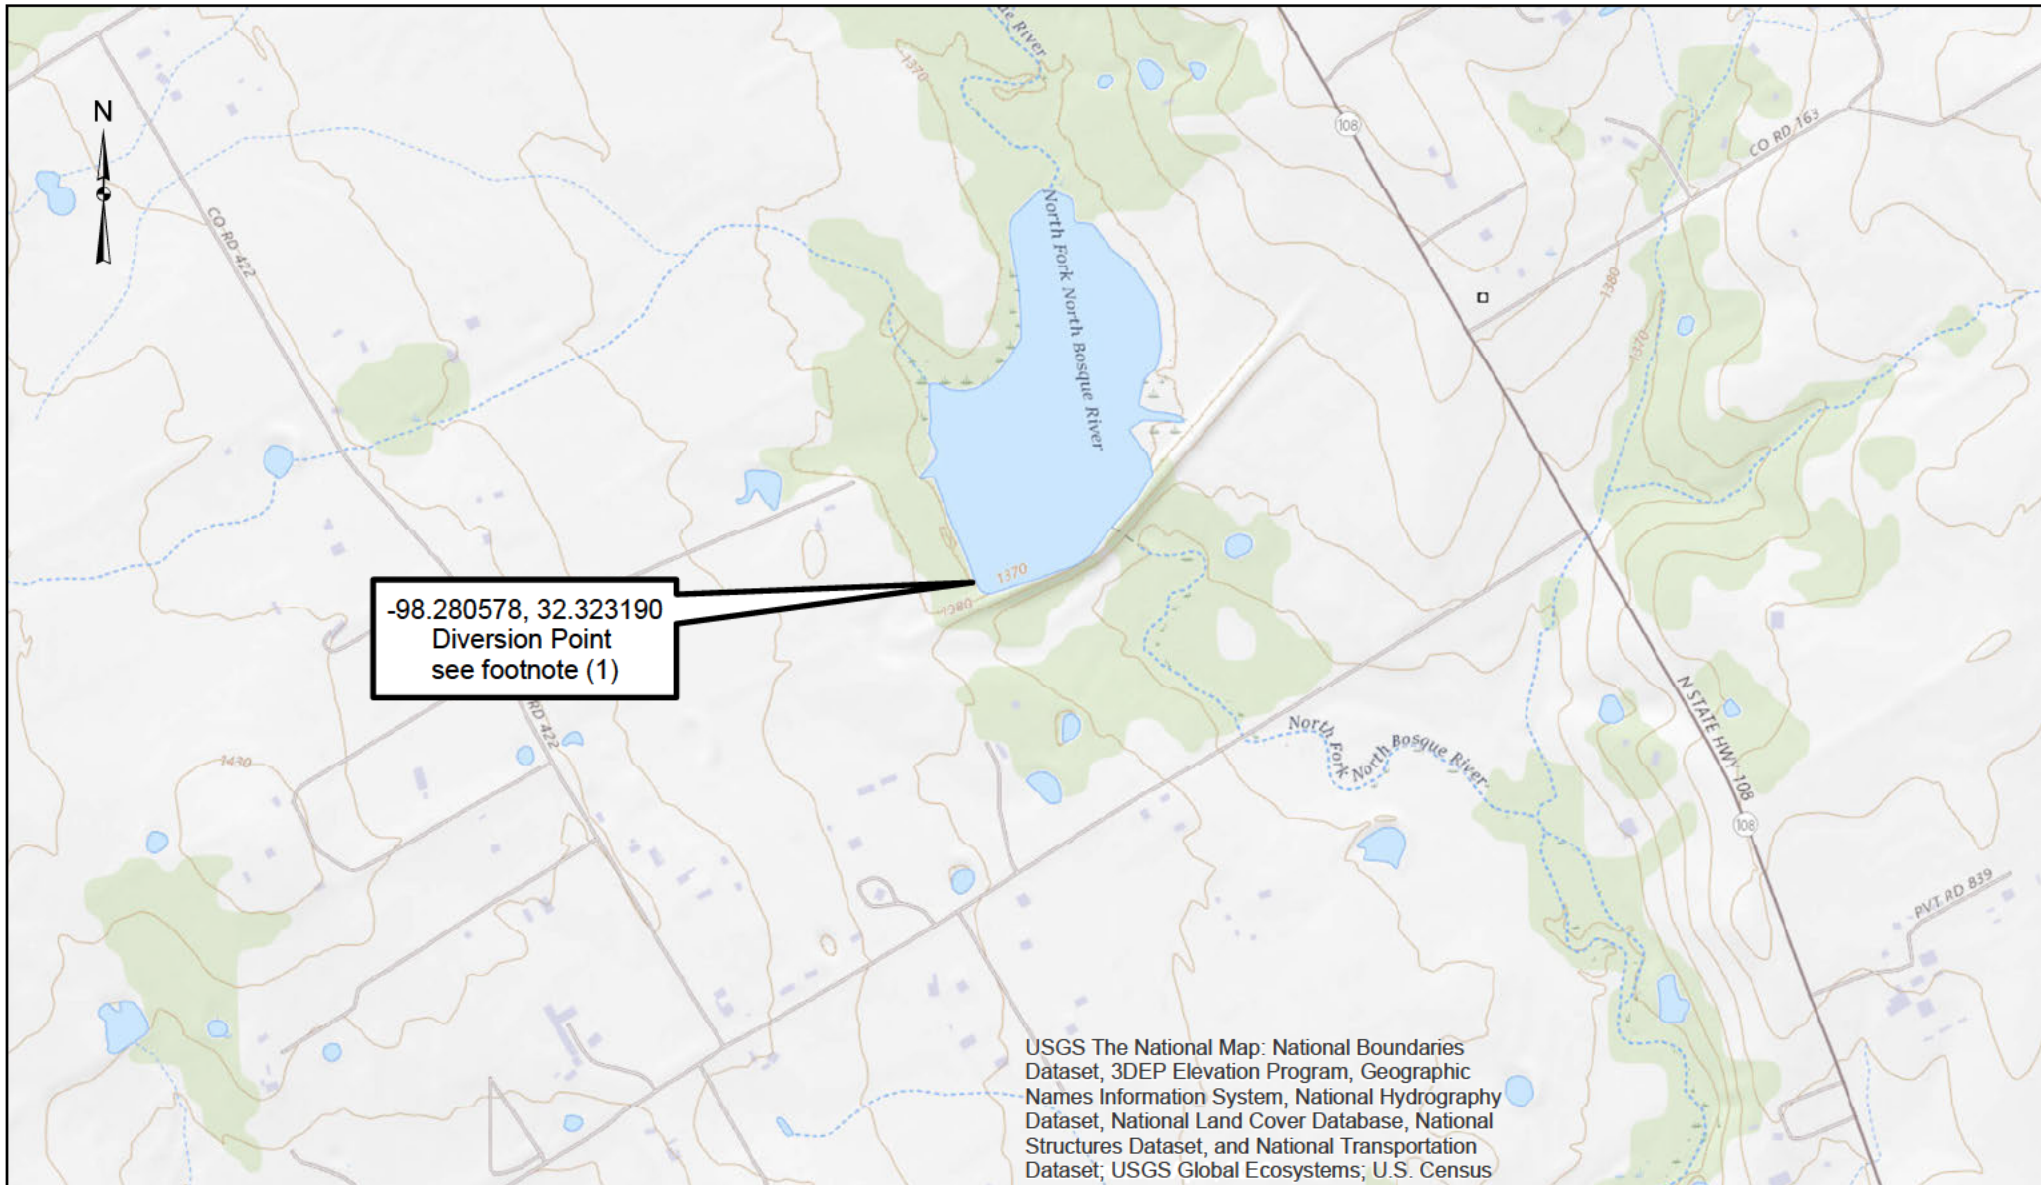 de River
1370
N
108
CO RD 163
CO RD 422
North Fork North Bosque River
1380
1370
1370
1380
-98.280578, 32.323190
Diversion Point
see footnote (1)
RD 422
North Fork North Bosque River
N STATE HWY 108
1430
108
PVT RD 839
USGS The National Map: National Boundaries
Dataset, 3DEP Elevation Program, Geographic
Names Information System, National Hydrography
Dataset, National Land Cover Database, National
Structures Dataset, and National Transportation
Dataset; USGS Global Ecosystems; U.S. Census